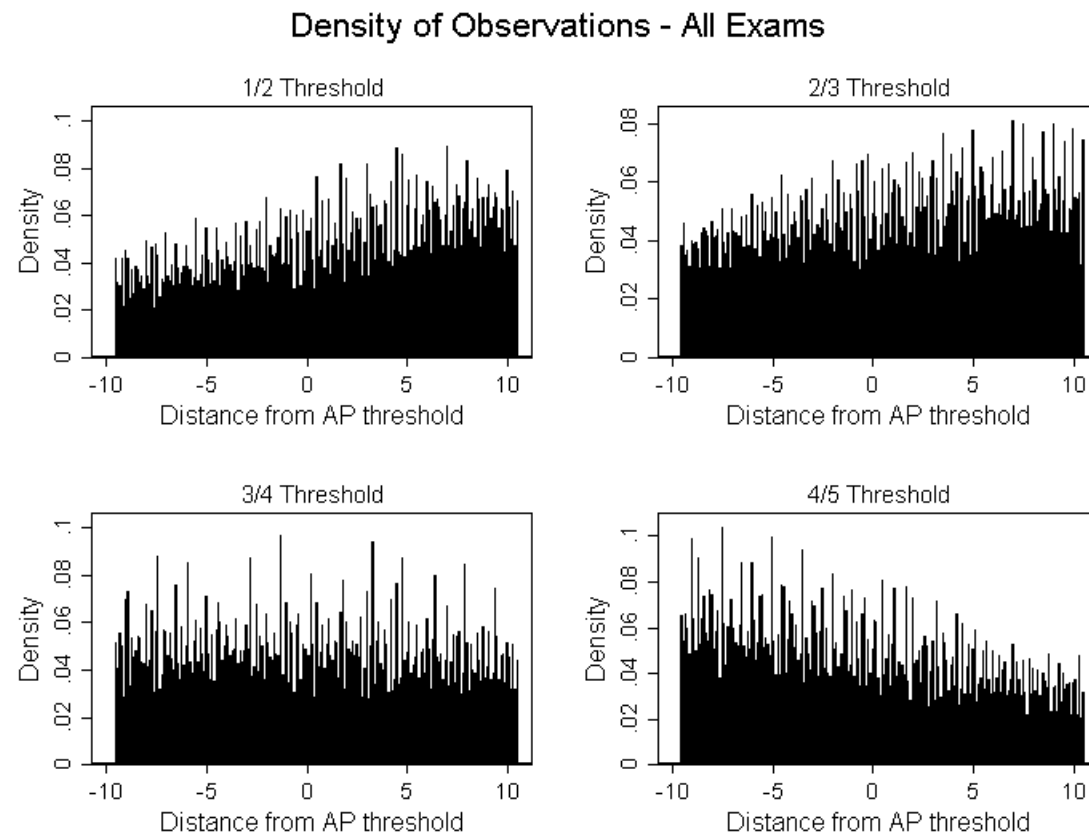 Density of Observations - All Exams
1/2 Threshold
Density
0 .02 .04 .06 .08 .1
-10 -5 0 5 10
Distance from AP threshold
2/3 Threshold
Density
0 .02 .04 .06 .08
-10 -5 0 5 10
Distance from AP threshold
3/4 Threshold
Density
0 .02 .04 .06 .08 .1
-10 -5 0 5 10
Distance from AP threshold
4/5 Threshold
Density
0 .02 .04 .06 .08 .1
-10 -5 0 5 10
Distance from AP threshold